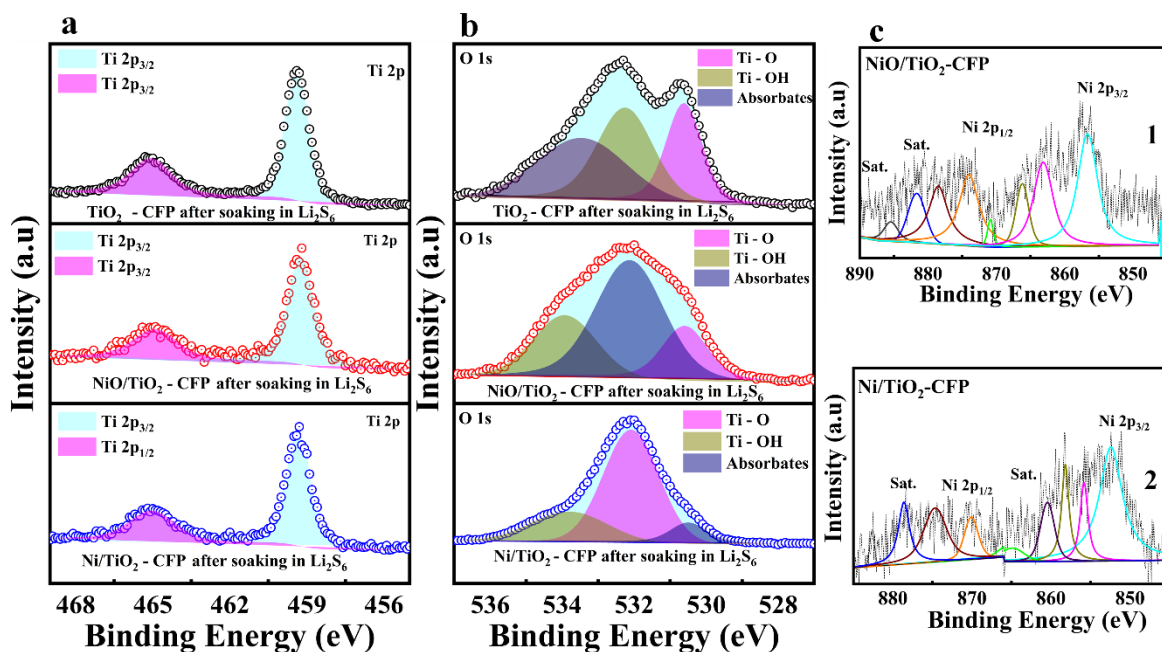 a
Intensity (a.u)
Ti 2p₃/₂
Ti 2p₃/₂
Ti 2p
TiO₂ - CFP after soaking in Li₂S₆
Ti 2p₃/₂
Ti 2p₃/₂
Ti 2p
NiO/TiO₂ - CFP after soaking in Li₂S₆
Ti 2p₃/₂
Ti 2p₁/₂
Ti 2p
Ni/TiO₂ - CFP after soaking in Li₂S₆
468 465 462 459 456
Binding Energy (eV)
b
Intensity (a.u)
O 1s
Ti - O
Ti - OH
Absorbates
TiO₂ - CFP after soaking in Li₂S₆
O 1s
Ti - O
Ti - OH
Absorbates
NiO/TiO₂ - CFP after soaking in Li₂S₆
O 1s
Ti - O
Ti - OH
Absorbates
Ni/TiO₂ - CFP after soaking in Li₂S₆
536 534 532 530 528
Binding Energy (eV)
c
Intensity (a.u)
NiO/TiO₂-CFP
Ni 2p₃/₂
1
Ni 2p₁/₂
Sat.
Sat.
890 880 870 860 850
Binding Energy (eV)
Intensity (a.u)
Ni/TiO₂-CFP
Ni 2p₃/₂
2
Sat.
Ni 2p₁/₂
Sat.
880 870 860 850
Binding Energy (eV)